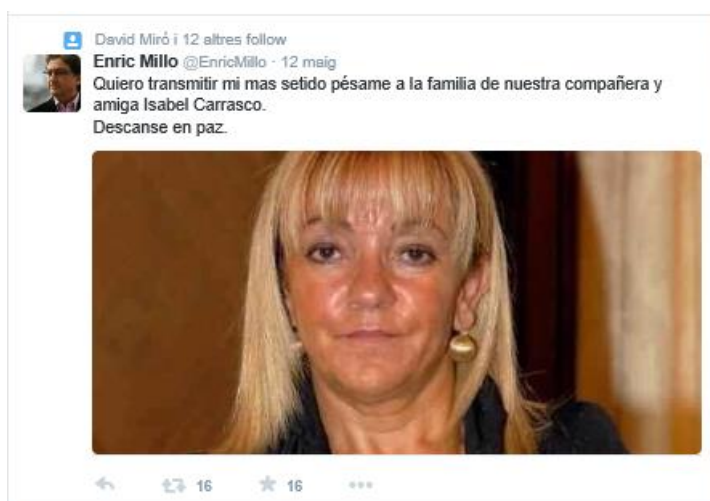 David Miró i 12 altres follow
Enric Millo @EnricMillo · 12 maig
Quiero transmitir mi mas setido pésame a la familia de nuestra compañera y
amiga Isabel Carrasco.
Descanse en paz.
16 16